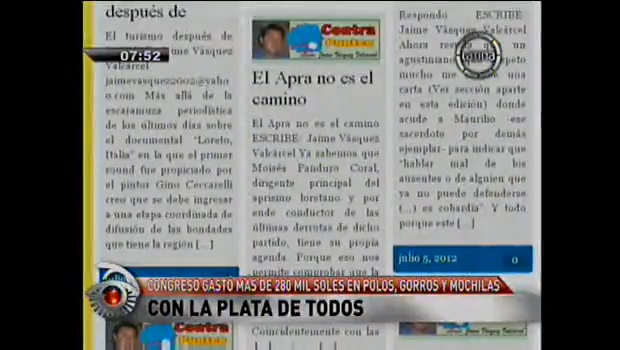 después de
El turismo después de
me Vásquez
Valcárcel
jaimevasquez2002@yaho
o.com Más allá de la
escaramuza periodística
de los últimos días sobre
el documental "Loreto,
Italia" en la que el primer
round fue propiciado por
el pintor Gino Ceccarelli
creo que se debe ingresar
a una etapa coordinada de
difusión de las bondades
que tiene la región [...]
Contra
El Apra no es el
camino
El Apra no es el camino
ESCRIBE: Jaime Vásquez
Valcárcel Ya sabemos que
Moisés Panduro Coral,
dirigente principal del
aprismo loretano y por
ende conductor de las
últimas derrotas de dicho
partido, tiene su propia
agenda. Porque eso nos
permite comprobar que la
Coincidentemente con las
[...]
Respondo ESCRIBE:
Jaime Vásquez Valcárcel
Ahora
agustiniano
mucho me una
carta (Ver sección aparte
en esta edición) donde
acude a Maurilio -ese
sacerdote por demás
ejemplar- para indicar que
"hablar mal de los
ausentes o de alguien que
ya no puede defenderse
(...) es cobardía" Y todo
porque este [...]
julio 5, 2012 0
07:52
CONGRESO GASTÓ MÁS DE 280 MIL SOLES EN POLOS, GORROS Y MOCHILAS
CON LA PLATA DE TODOS